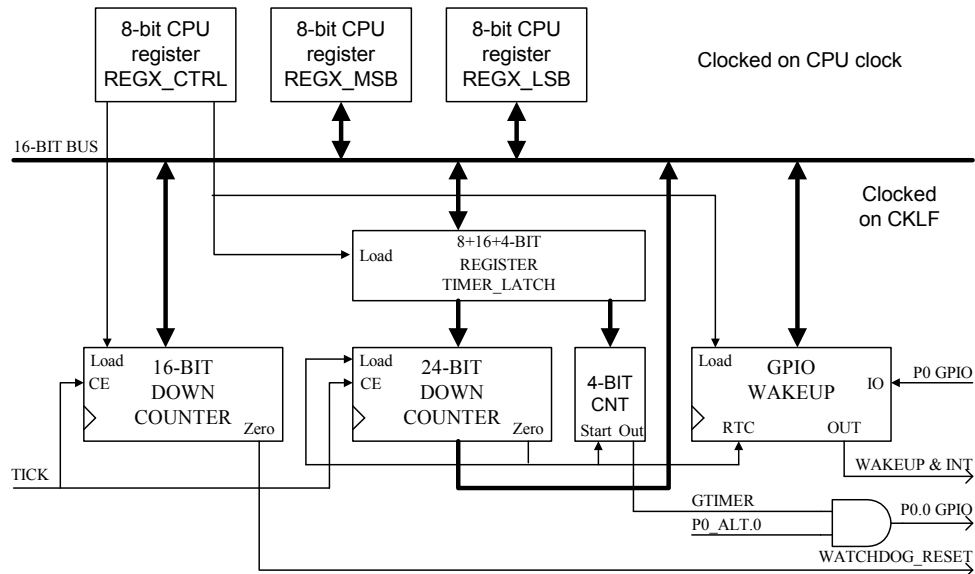 8-bit CPU
register
REGX_CTRL
8-bit CPU
register
REGX_MSB
8-bit CPU
register
REGX_LSB
Clocked on CPU clock
16-BIT BUS
Clocked
on CKLF
Load
8+16+4-BIT
REGISTER
TIMER_LATCH
Load
CE
16-BIT
DOWN
COUNTER
Zero
Load
CE
24-BIT
DOWN
COUNTER
Zero
4-BIT
CNT
Start Out
Load
GPIO
WAKEUP
IO
RTC
OUT
P0 GPIO
TICK
WAKEUP & INT
GTIMER
P0_ALT.0
P0.0 GPIO
WATCHDOG_RESET